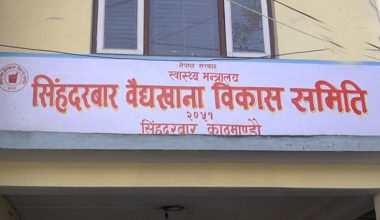 नेपाल सरकार
स्वास्थ्य मन्त्रालय
सिंहदरबार वैद्यखाना विकास समिति
२०५१
सिंहदरबार काठमाण्डौ